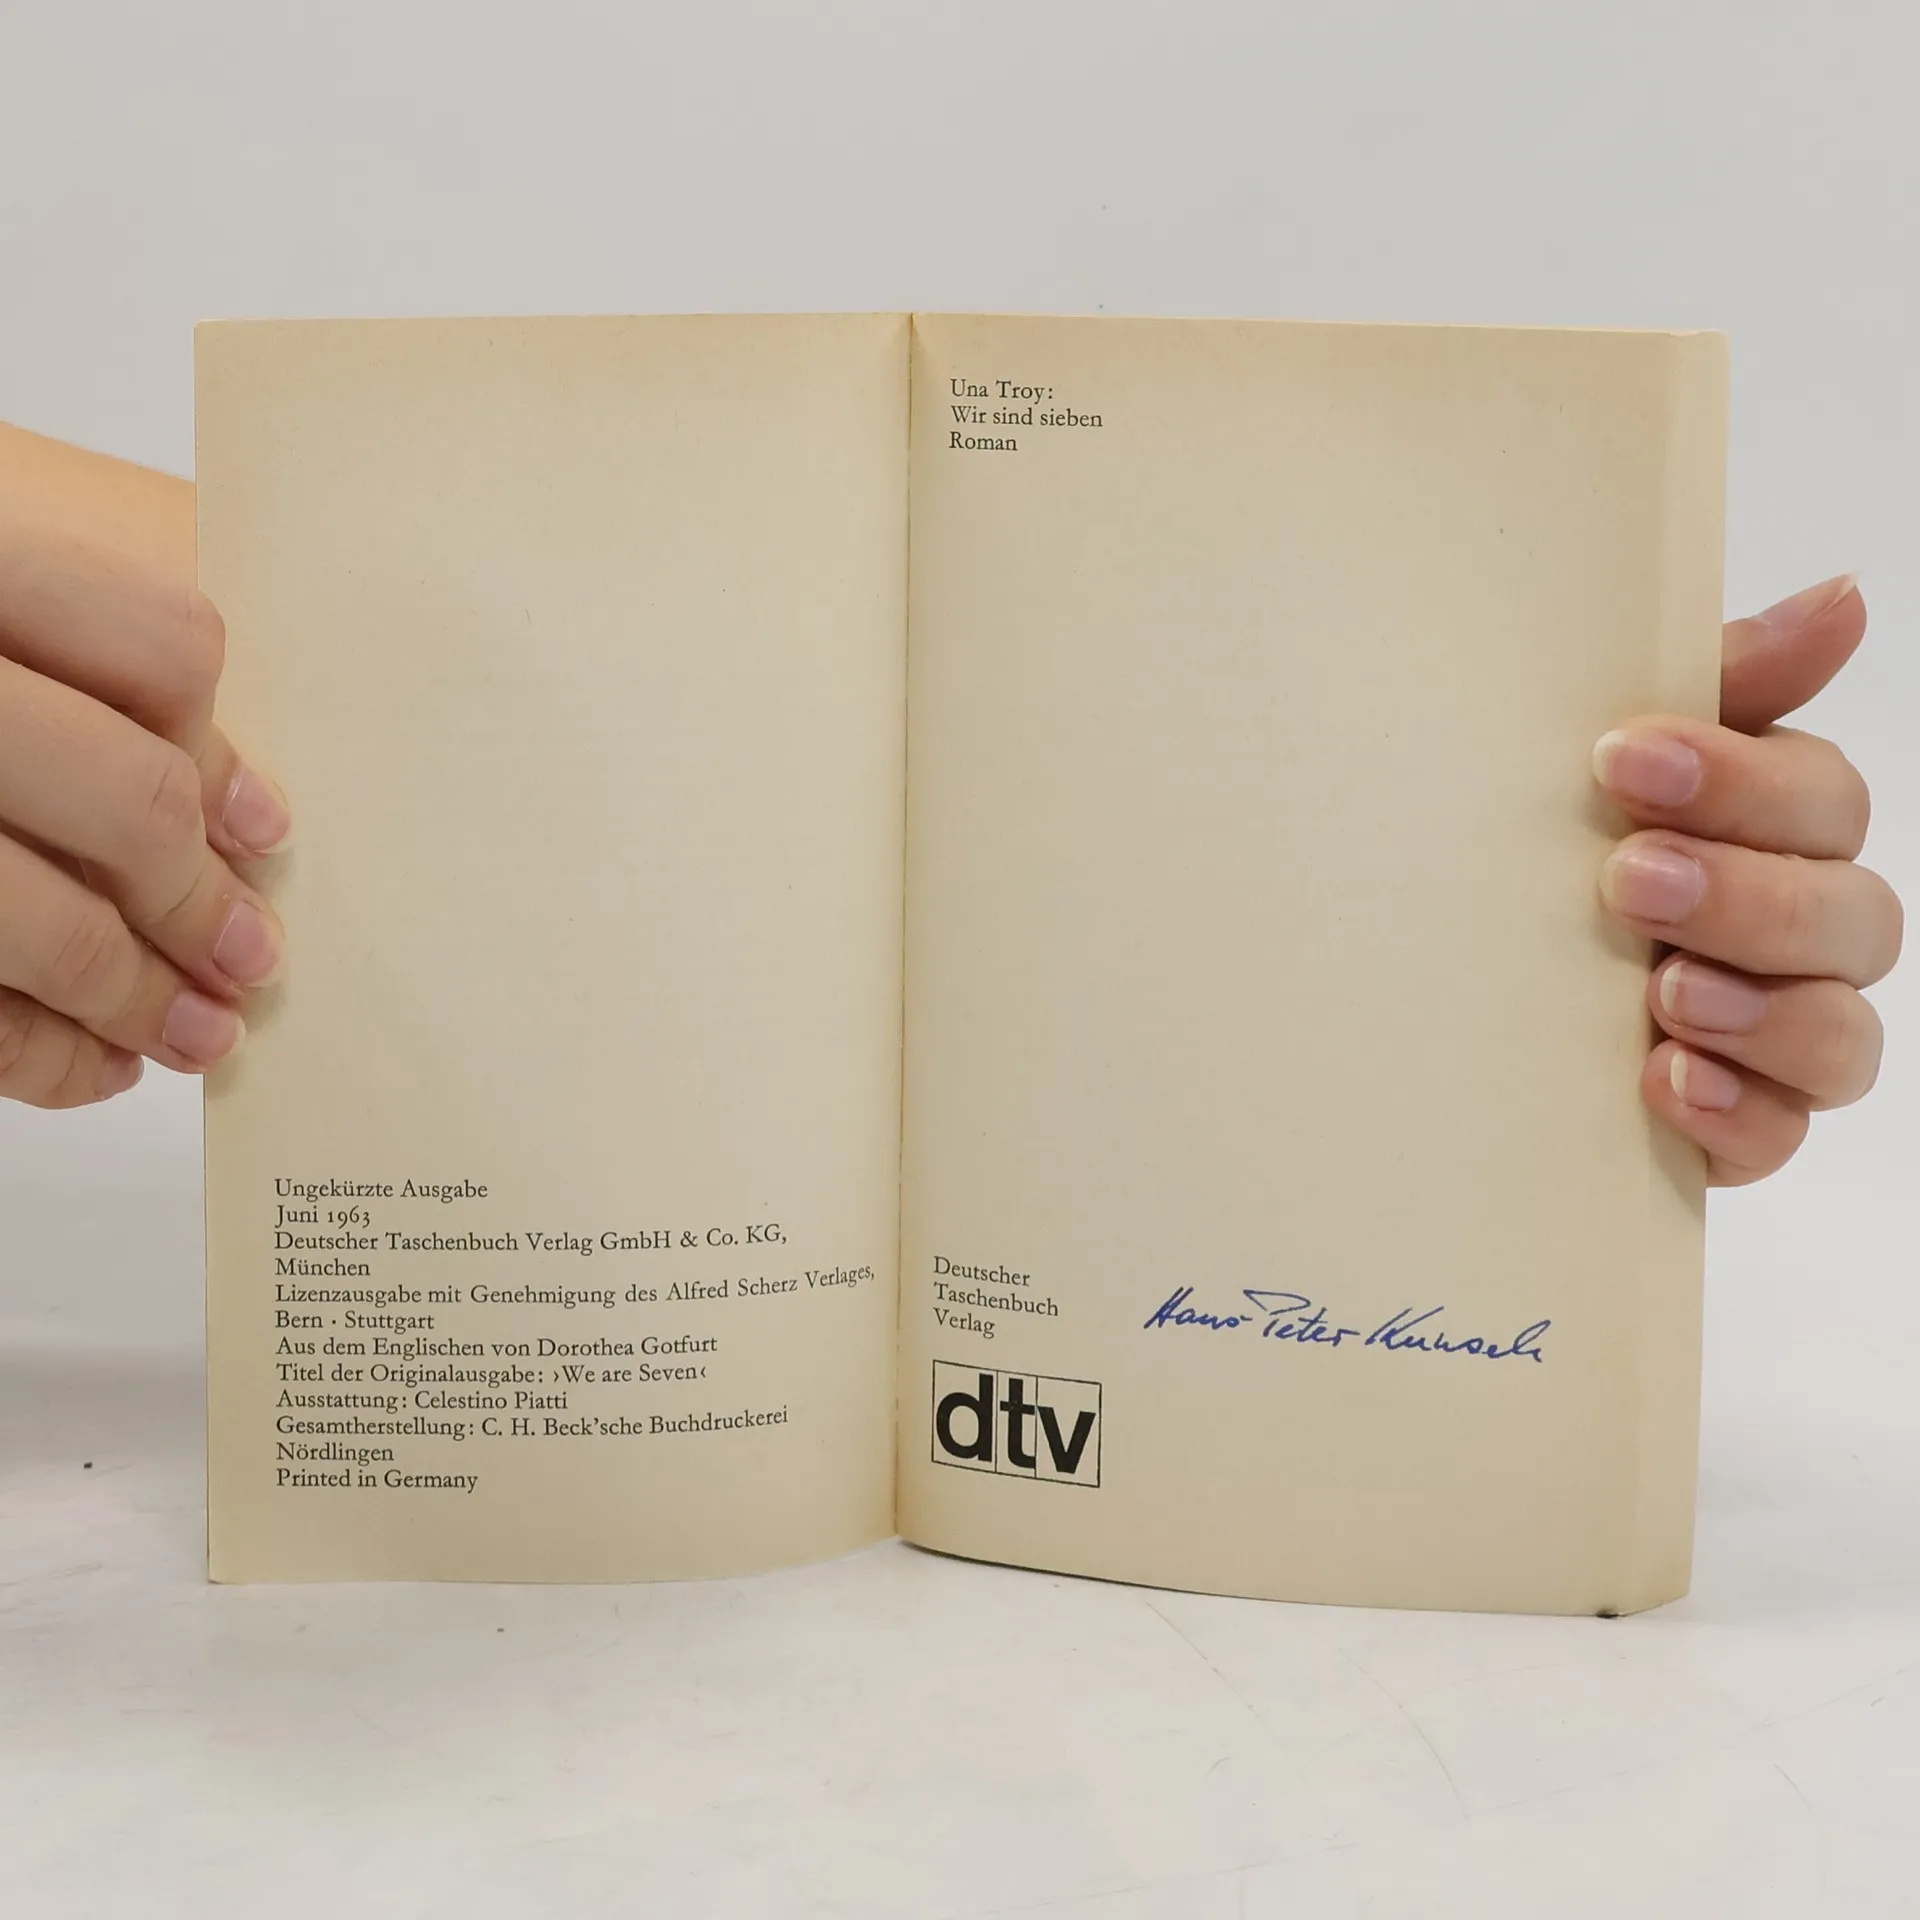 Ungekürzte Ausgabe
Juni 1963
Deutscher Taschenbuch Verlag GmbH & Co. KG,
München
Lizenzausgabe mit Genehmigung des Alfred Scherz Verlages,
Bern · Stuttgart
Aus dem Englischen von Dorothea Gotfurt
Titel der Originalausgabe: ›We are Seven‹
Ausstattung: Celestino Piatti
Gesamtherstellung: C. H. Beck'sche Buchdruckerei
Nördlingen
Printed in Germany
Una Troy:
Wir sind sieben
Roman
Deutscher
Taschenbuch
Verlag
Hans-Peter
dtv